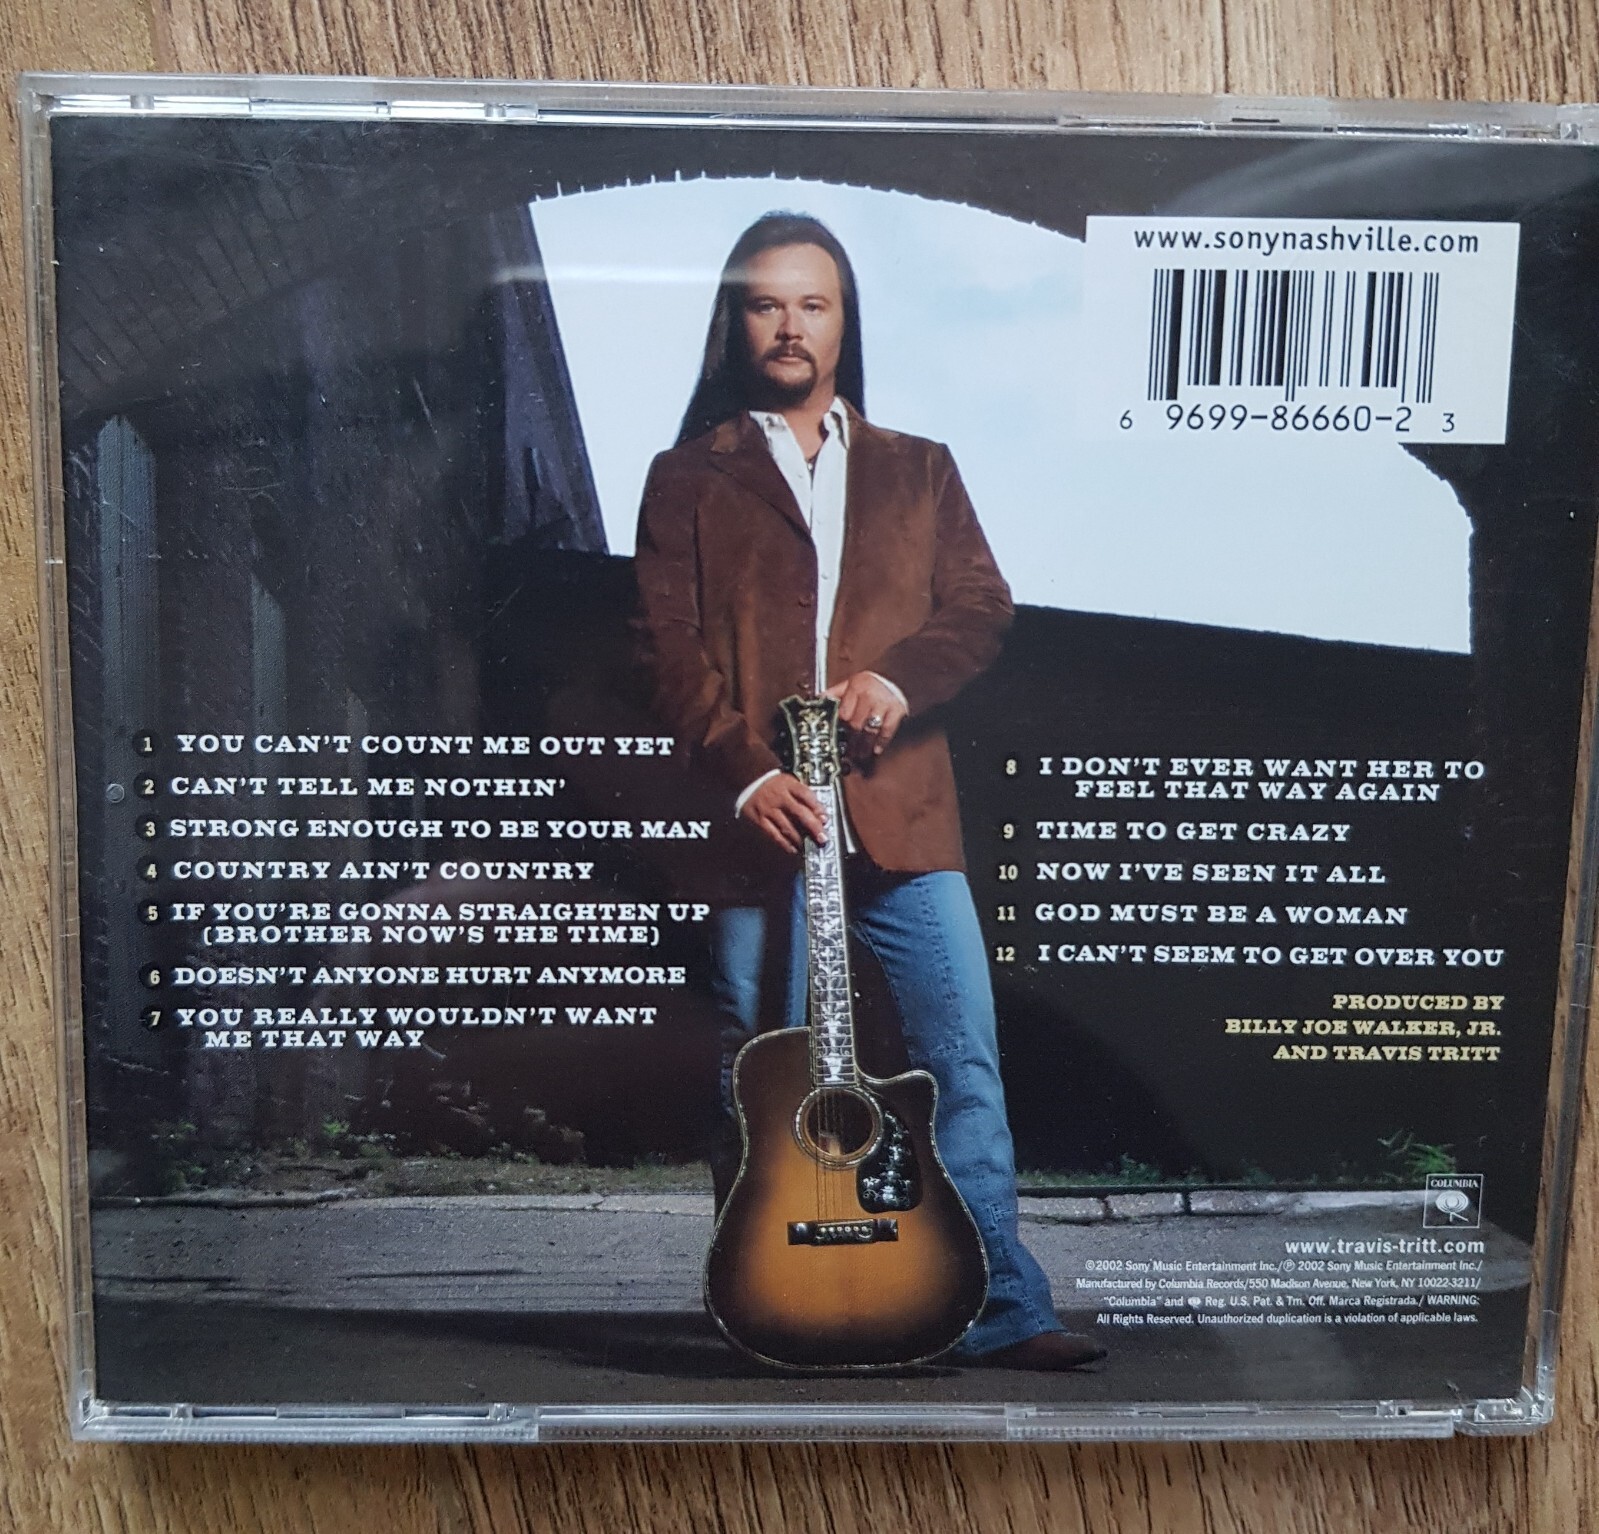 www.sonynashville.com
6 9699-86660-2 3
1 YOU CAN'T COUNT ME OUT YET
2 CAN'T TELL ME NOTHIN'
3 STRONG ENOUGH TO BE YOUR MAN
4 COUNTRY AIN'T COUNTRY
5 IF YOU'RE GONNA STRAIGHTEN UP
(BROTHER NOW'S THE TIME)
6 DOESN'T ANYONE HURT ANYMORE
7 YOU REALLY WOULDN'T WANT
ME THAT WAY
8 I DON'T EVER WANT HER TO
FEEL THAT WAY AGAIN
9 TIME TO GET CRAZY
10 NOW I'VE SEEN IT ALL
11 GOD MUST BE A WOMAN
12 I CAN'T SEEM TO GET OVER YOU
PRODUCED BY
BILLY JOE WALKER, JR.
AND TRAVIS TRITT
COLUMBIA
www.travis-tritt.com
©2002 Sony Music Entertainment Inc./℗ 2002 Sony Music Entertainment Inc./
Manufactured by Columbia Records/550 Madison Avenue, New York, NY 10022-3211/
"Columbia" and Reg. U.S. Pat. & Tm. Off. Marca Registrada./ WARNING:
All Rights Reserved. Unauthorized duplication is a violation of applicable laws.